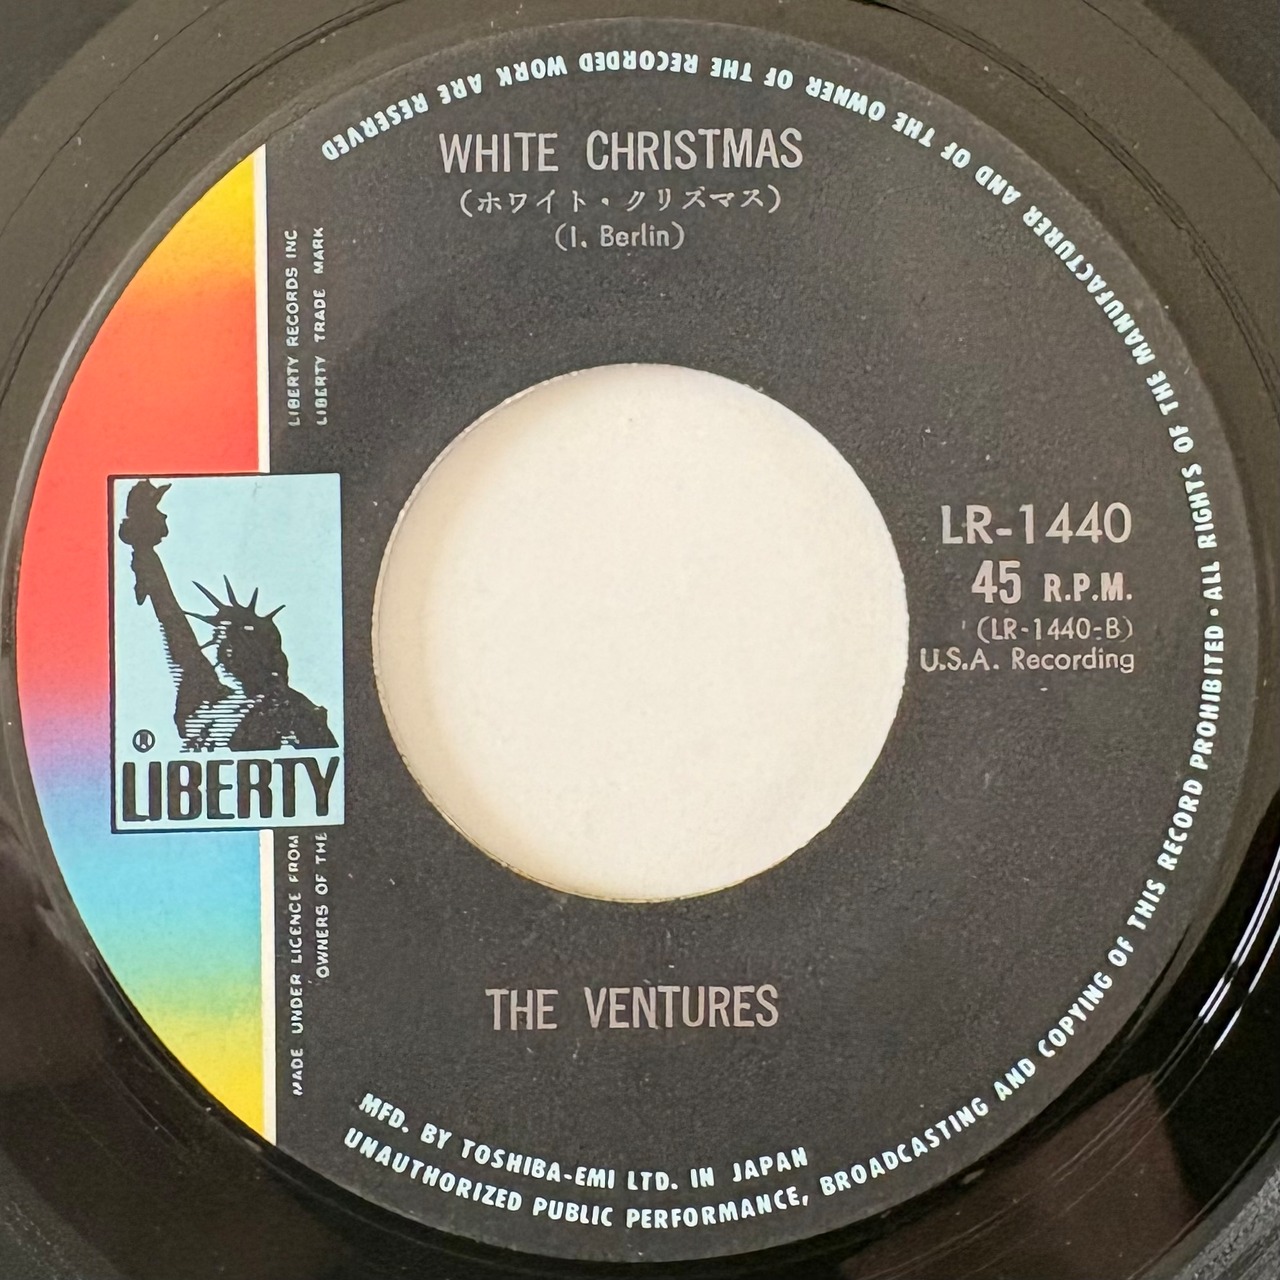 WHITE CHRISTMAS
(ホワイト・クリスマス)
(I. Berlin)
LIBERTY RECORDS INC
LIBERTY TRADE MARK
LR-1440
45 R.P.M.
(LR-1440-B)
U.S.A. Recording
®
LIBERTY
MADE UNDER LICENCE FROM
OWNERS OF THE
THE VENTURES
MFD. BY TOSHIBA-EMI LTD. IN JAPAN
UNAUTHORIZED PUBLIC PERFORMANCE, BROADCASTING AND COPYING OF THIS RECORD PROHIBITED · ALL RIGHTS OF THE MANUFACTURER AND OF THE OWNER OF THE RECORDED WORK ARE RESERVED